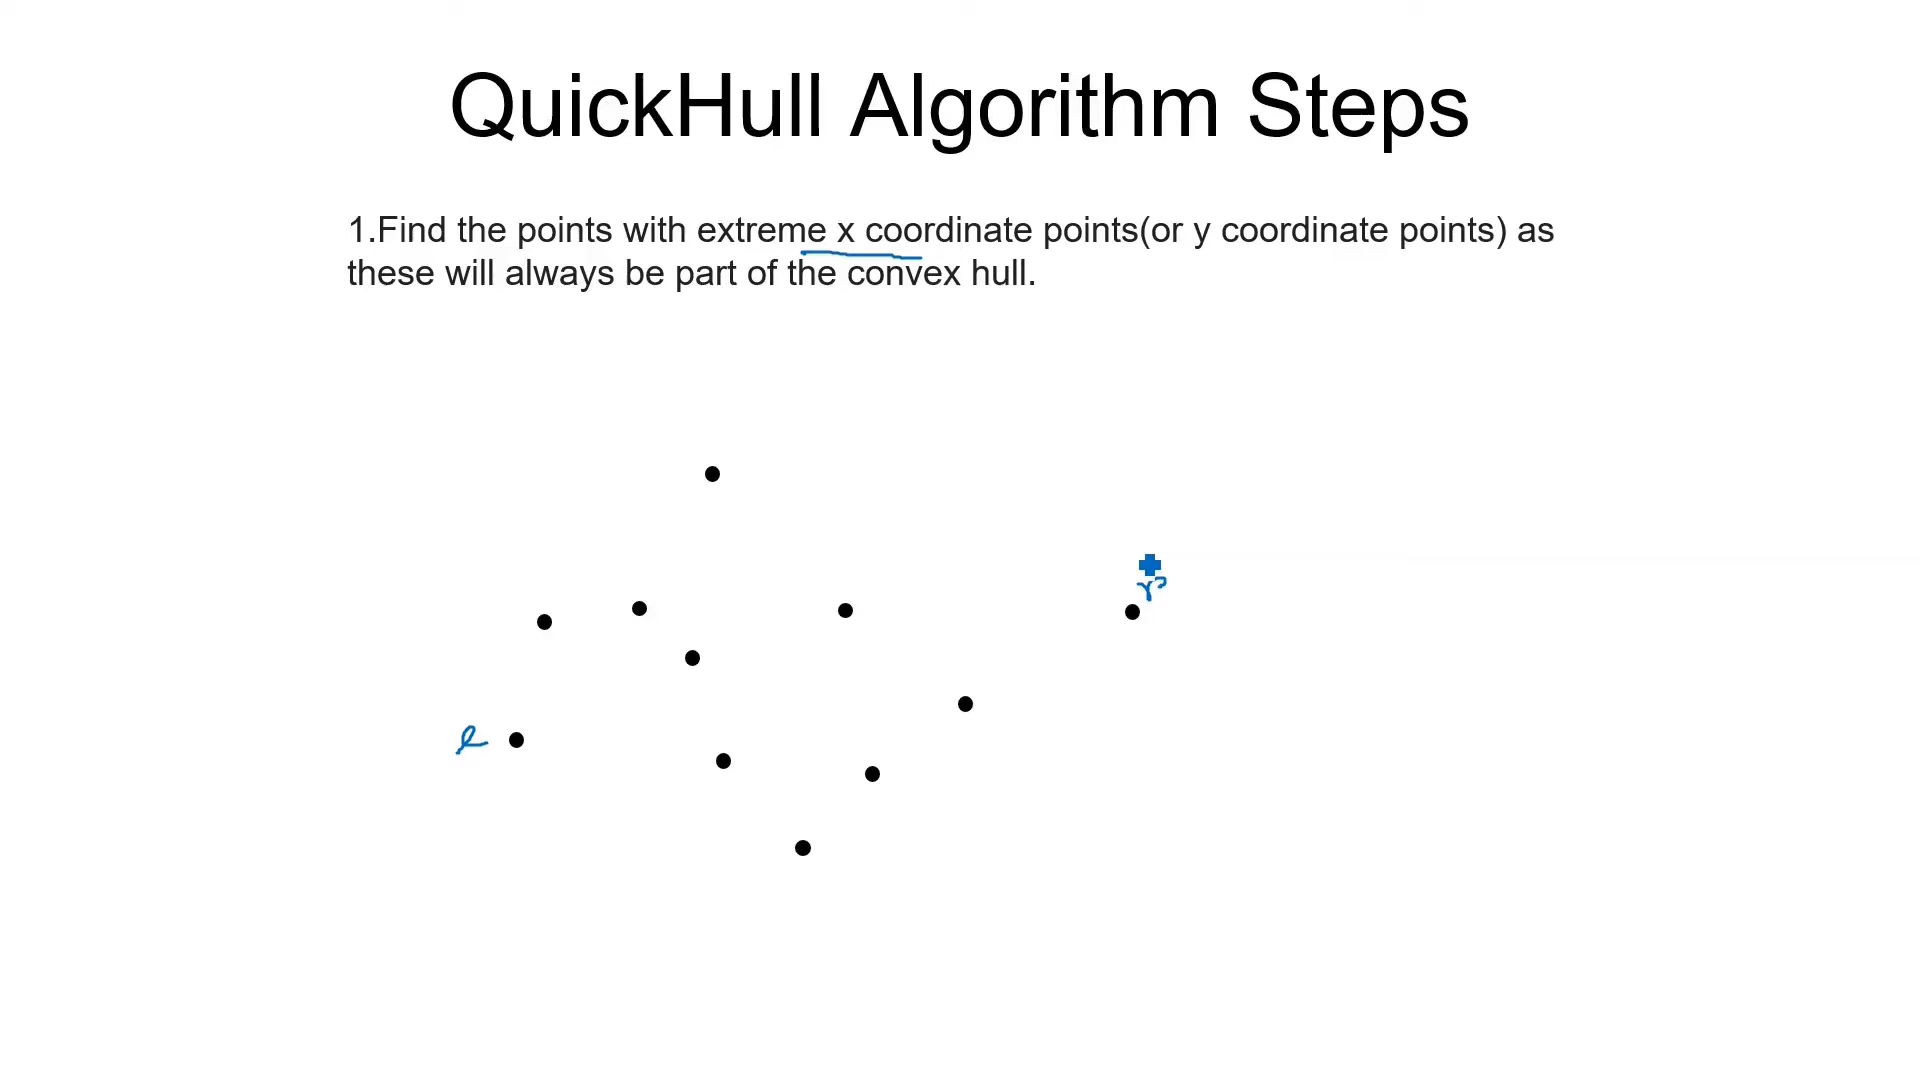 QuickHull Algorithm Steps
1.Find the points with extreme x coordinate points(or y coordinate points) as
these will always be part of the convex hull.
r
l